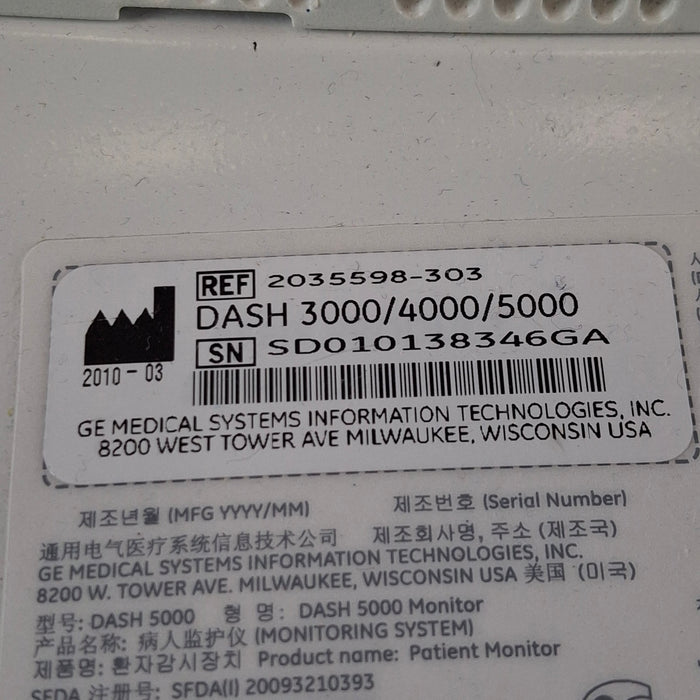 REF 2035598-303
DASH 3000/4000/5000
SN SD010138346GA
2010-03
GE MEDICAL SYSTEMS INFORMATION TECHNOLOGIES, INC.
8200 WEST TOWER AVE MILWAUKEE, WISCONSIN USA
제조년월 (MFG YYYY/MM) 제조번호 (Serial Number)
通用电气医疗系统信息技术公司 제조회사명, 주소 (제조국)
GE MEDICAL SYSTEMS INFORMATION TECHNOLOGIES, INC.
8200 W. TOWER AVE. MILWAUKEE, WISCONSIN USA 美国 (미국)
型号: DASH 5000 형 명: DASH 5000 Monitor
产品名称: 病人监护仪 (MONITORING SYSTEM)
제품명: 환자감시장치 Product name: Patient Monitor
SFDA 注册号: SFDA(I) 20093210393